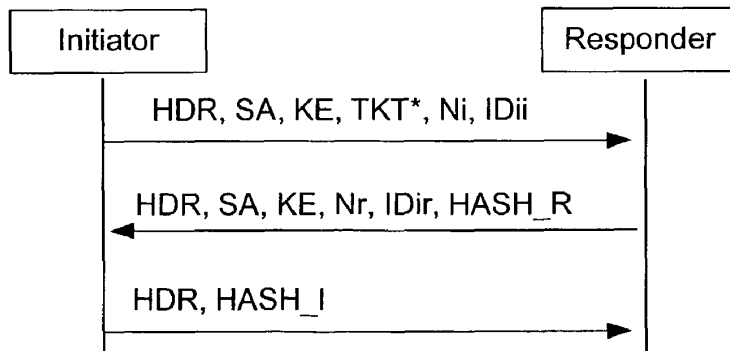 Initiator
Responder
HDR, SA, KE, TKT*, Ni, IDii
HDR, SA, KE, Nr, IDir, HASH_R
HDR, HASH_I